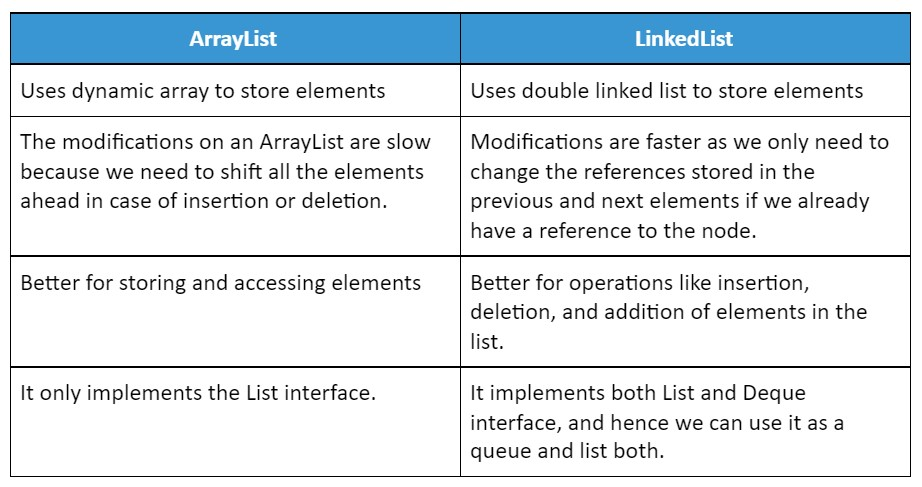 ArrayList
LinkedList
Uses dynamic array to store elements
Uses double linked list to store elements
The modifications on an ArrayList are slow
because we need to shift all the elements
ahead in case of insertion or deletion.
Modifications are faster as we only need to
change the references stored in the
previous and next elements if we already
have a reference to the node.
Better for storing and accessing elements
Better for operations like insertion,
deletion, and addition of elements in the
list.
It only implements the List interface.
It implements both List and Deque
interface, and hence we can use it as a
queue and list both.